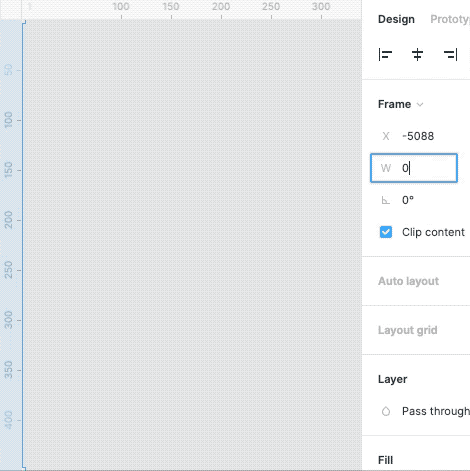 1 100 150 200 250 300
50
100
150
200
250
300
350
400
Design Prototy
Frame
X -5088
W 0
0°
Clip content
Auto layout
Layout grid
Layer
Pass through
Fill